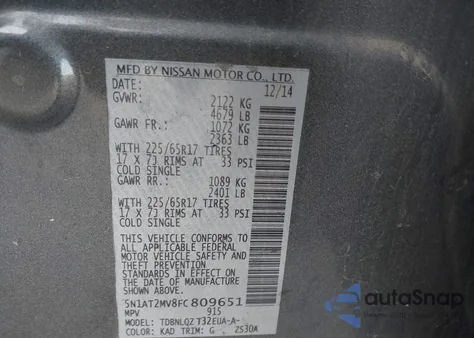 MFD BY NISSAN MOTOR CO., LTD.
DATE: 12/14
GVWR: 2122 KG
4679 LB
GAWR FR.: 1072 KG
2363 LB
WITH 225/65R17 TIRES
17 X 7J RIMS AT 33 PSI
COLD SINGLE
GAWR RR.: 1089 KG
2401 LB
WITH 225/65R17 TIRES
17 X 7J RIMS AT 33 PSI
COLD SINGLE
THIS VEHICLE CONFORMS TO ALL
APPLICABLE FEDERAL
MOTOR VEHICLE SAFETY AND
THEFT PREVENTION
STANDARDS IN EFFECT ON THE
DATE OF MANUFACTURE
SHOWN ABOVE.
5N1AT2MV8FC809651
MPV 915
MODEL: TDBNLQZ T32EUA-A-
COLOR: KAD TRIM: G ZS30A
autoSnap